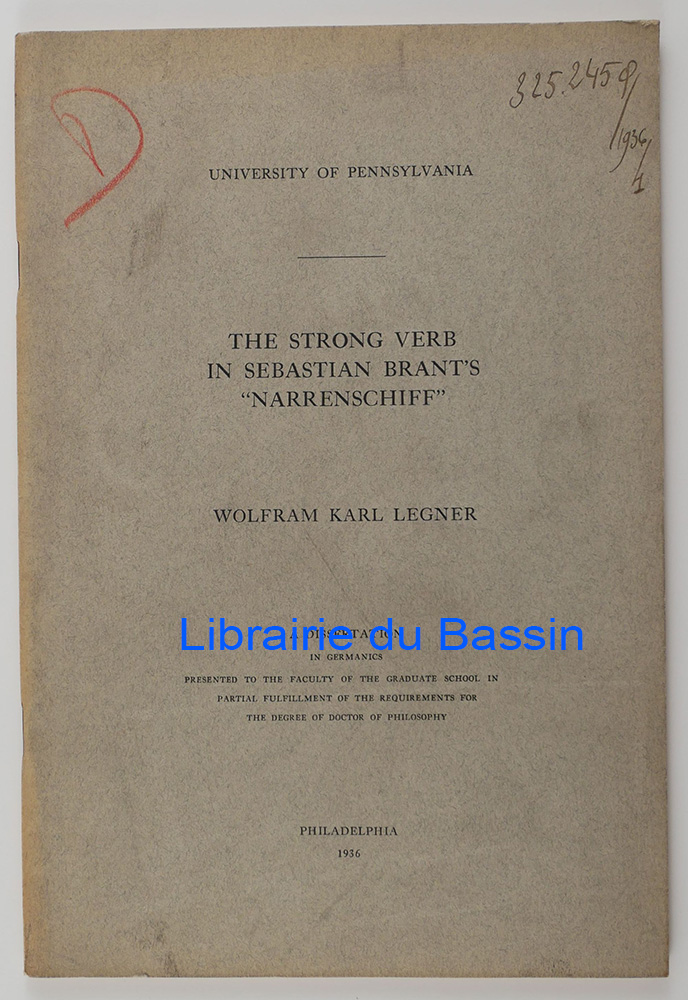 325.2458/
1936/
1
UNIVERSITY OF PENNSYLVANIA
THE STRONG VERB
IN SEBASTIAN BRANT'S
"NARRENSCHIFF"
WOLFRAM KARL LEGNER
A DISSERTATION
Librairie du Bassin
IN GERMANICS
PRESENTED TO THE FACULTY OF THE GRADUATE SCHOOL IN
PARTIAL FULFILLMENT OF THE REQUIREMENTS FOR
THE DEGREE OF DOCTOR OF PHILOSOPHY
PHILADELPHIA
1936